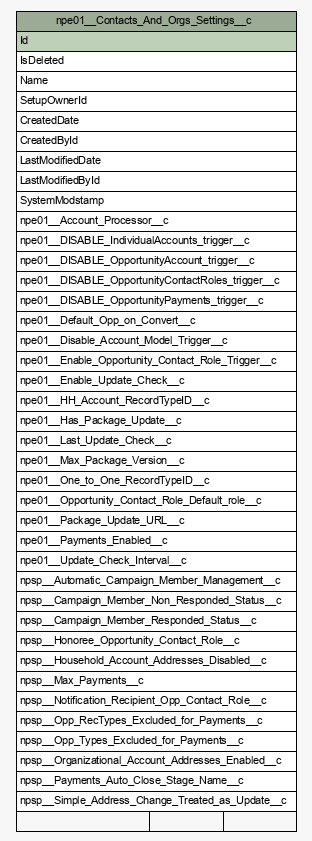 npe01__Contacts_And_Orgs_Settings__c
Id
IsDeleted
Name
SetupOwnerId
CreatedDate
CreatedById
LastModifiedDate
LastModifiedById
SystemModstamp
npe01__Account_Processor__c
npe01__DISABLE_IndividualAccounts_trigger__c
npe01__DISABLE_OpportunityAccount_trigger__c
npe01__DISABLE_OpportunityContactRoles_trigger__c
npe01__DISABLE_OpportunityPayments_trigger__c
npe01__Default_Opp_on_Convert__c
npe01__Disable_Account_Model_Trigger__c
npe01__Enable_Opportunity_Contact_Role_Trigger__c
npe01__Enable_Update_Check__c
npe01__HH_Account_RecordTypeID__c
npe01__Has_Package_Update__c
npe01__Last_Update_Check__c
npe01__Max_Package_Version__c
npe01__One_to_One_RecordTypeID__c
npe01__Opportunity_Contact_Role_Default_role__c
npe01__Package_Update_URL__c
npe01__Payments_Enabled__c
npe01__Update_Check_Interval__c
npsp__Automatic_Campaign_Member_Management__c
npsp__Campaign_Member_Non_Responded_Status__c
npsp__Campaign_Member_Responded_Status__c
npsp__Honoree_Opportunity_Contact_Role__c
npsp__Household_Account_Addresses_Disabled__c
npsp__Max_Payments__c
npsp__Notification_Recipient_Opp_Contact_Role__c
npsp__Opp_RecTypes_Excluded_for_Payments__c
npsp__Opp_Types_Excluded_for_Payments__c
npsp__Organizational_Account_Addresses_Enabled__c
npsp__Payments_Auto_Close_Stage_Name__c
npsp__Simple_Address_Change_Treated_as_Update__c